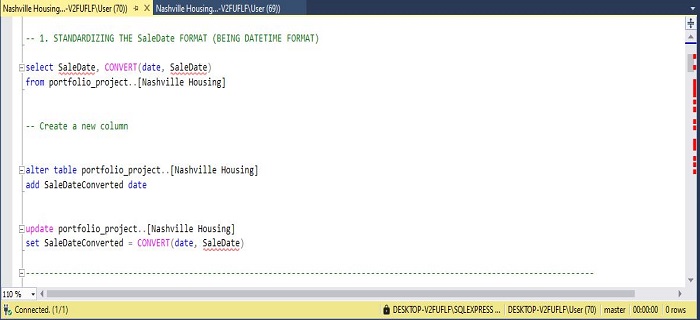 Nashville Housing...-V2FUFLF\User (70)) Nashville Housing...-V2FUFLF\User (69))
-- 1. STANDARDIZING THE SaleDate FORMAT (BEING DATETIME FORMAT)
select SaleDate, CONVERT(date, SaleDate)
from portfolio_project..[Nashville Housing]
-- Create a new column
alter table portfolio_project..[Nashville Housing]
add SaleDateConverted date
update portfolio_project..[Nashville Housing]
set SaleDateConverted = CONVERT(date, SaleDate)
110 %
Connected. (1/1) DESKTOP-V2FUFLF\SQLEXPRESS ... DESKTOP-V2FUFLF\User (70) master 00:00:00 0 rows